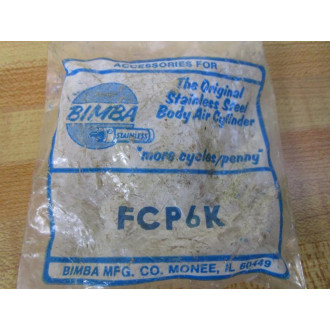 ACCESSORIES FOR
BIMBA
STAINLESS
The Original
Stainless Steel
Body Air Cylinder
"more cycles/penny"
FCP6K
BIMBA MFG. CO. MONEE, IL 60449